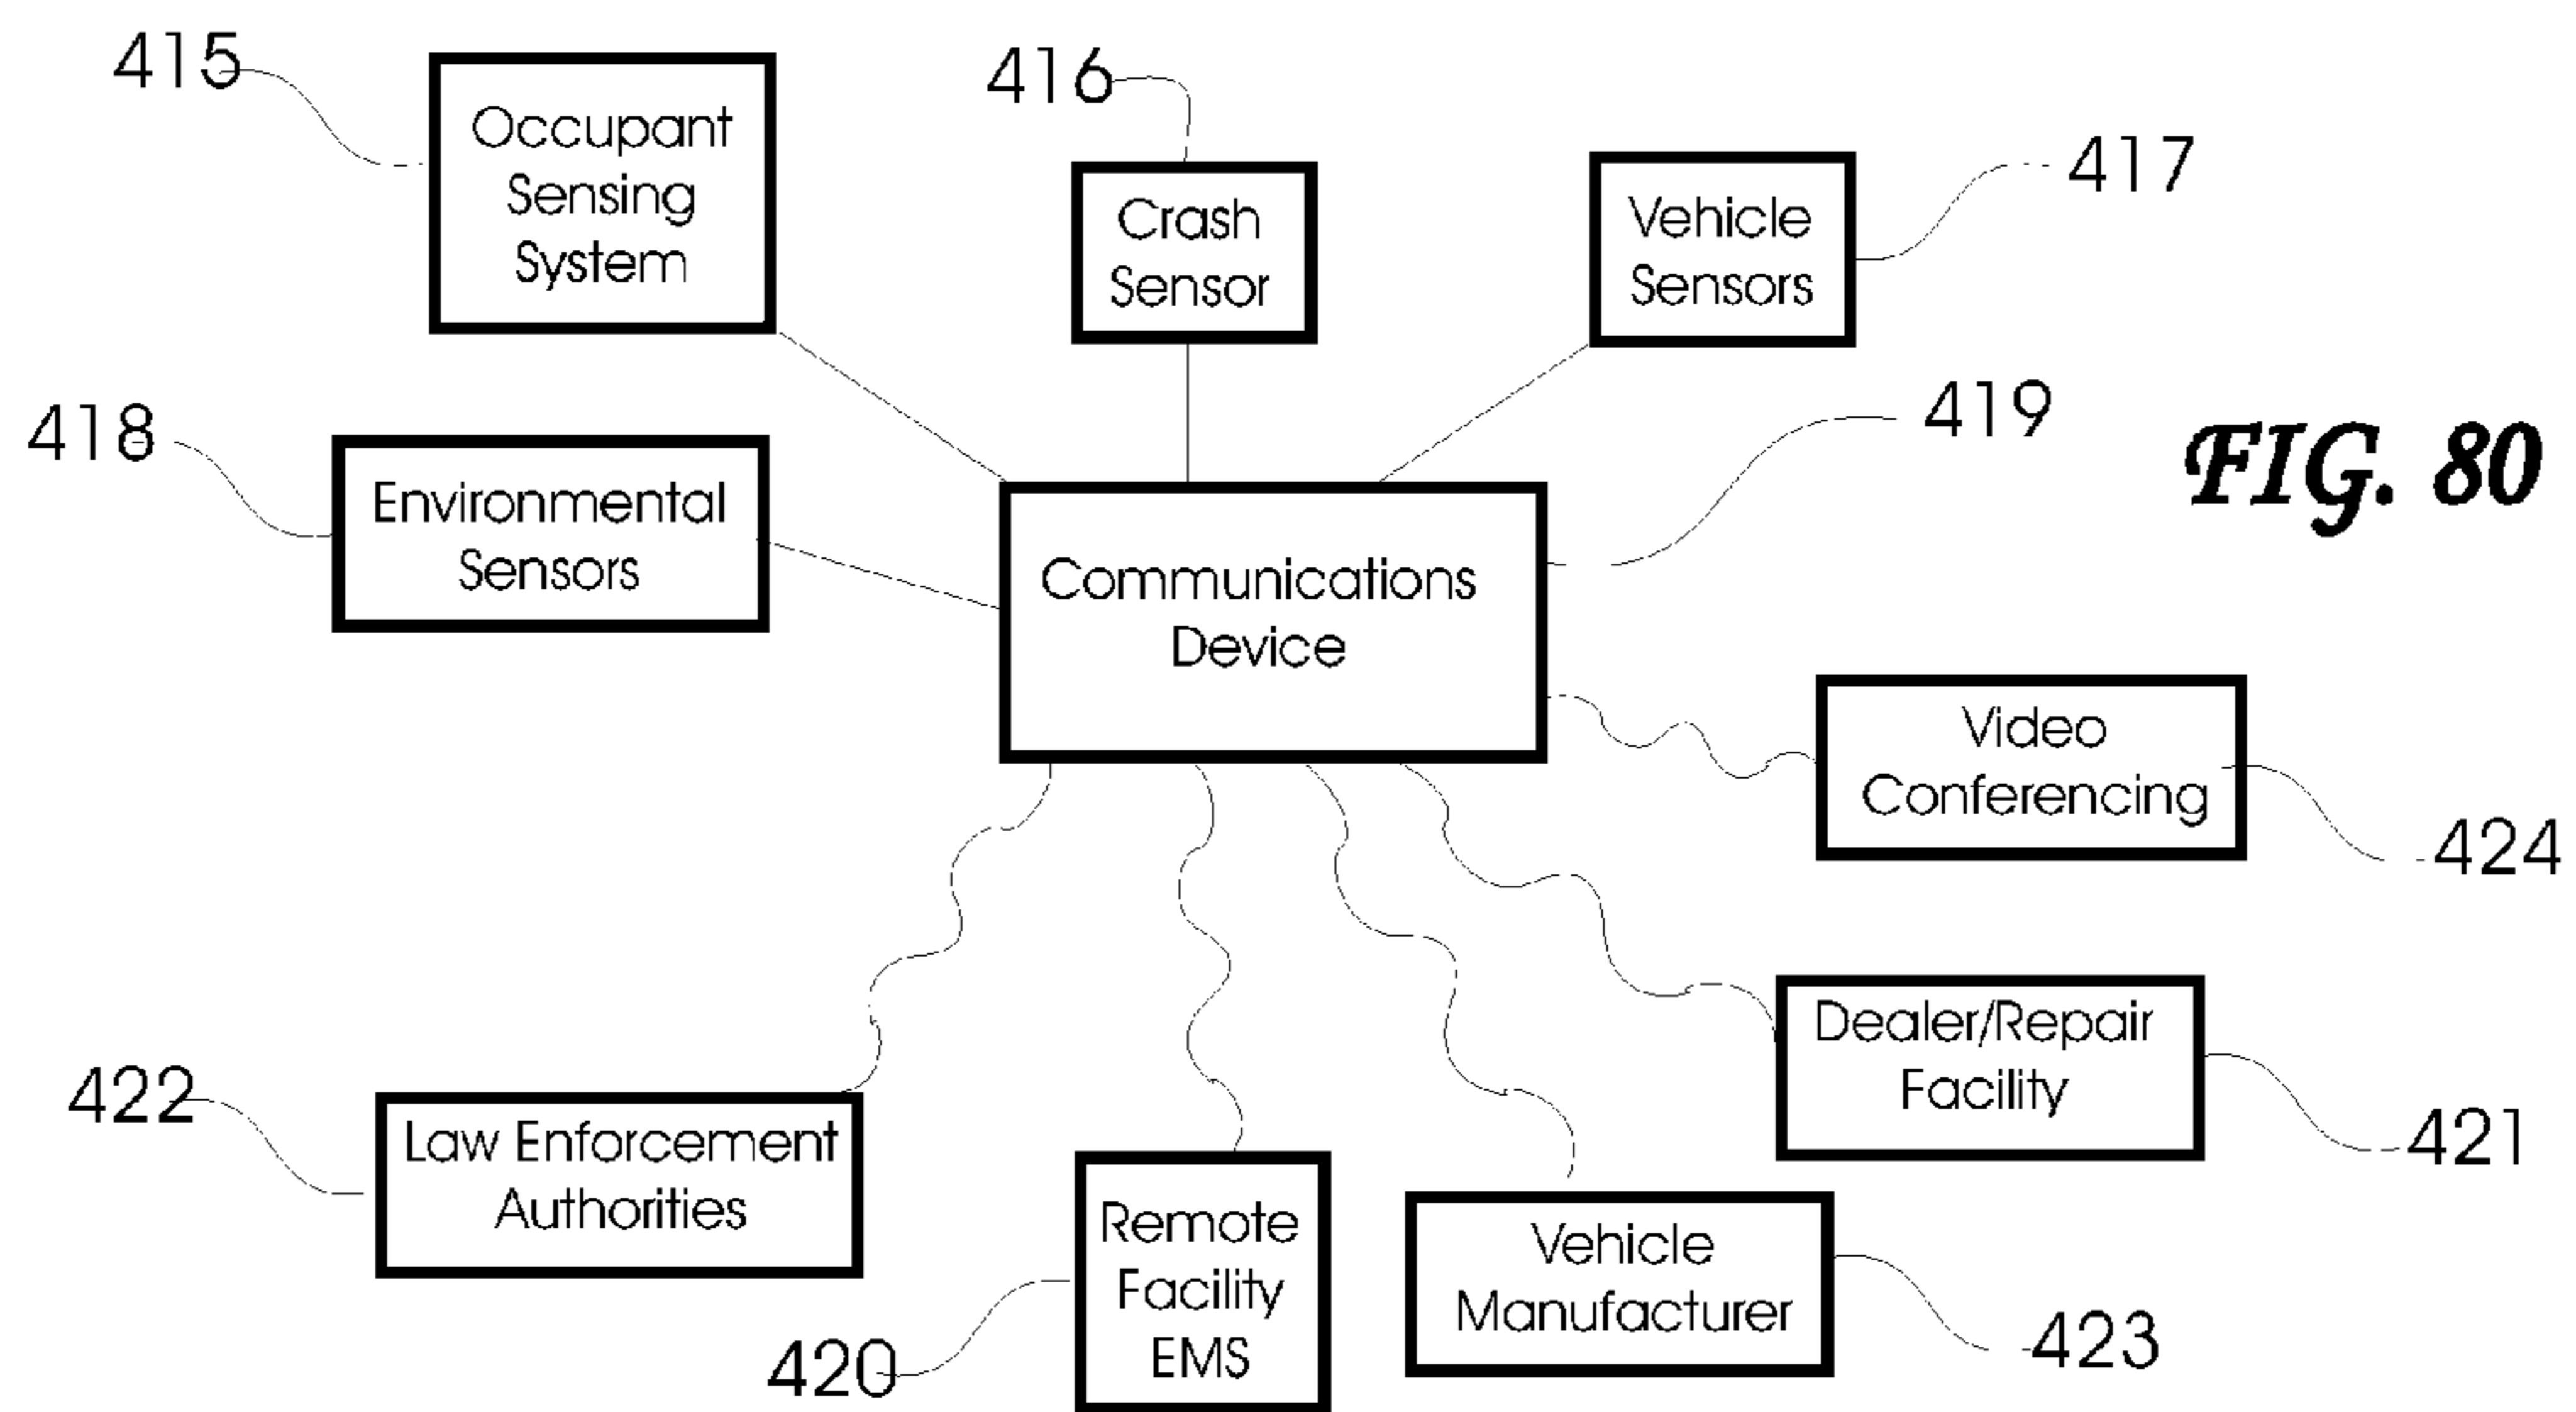 415
Occupant
Sensing
System
416
Crash
Sensor
Vehicle
Sensors
417
418
Environmental
Sensors
419
FIG. 80
Communications
Device
Video
Conferencing
424
Dealer/Repair
Facility
421
422
Law Enforcement
Authorities
420
Remote
Facility
EMS
Vehicle
Manufacturer
423